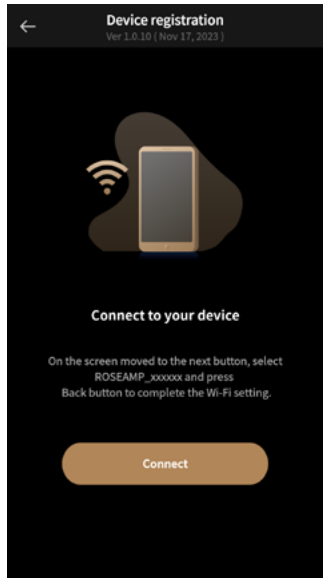 Device registration
Ver 1.0.10 ( Nov 17, 2023 )
Connect to your device
On the screen moved to the next button, select
ROSEAMP_xxxxxx and press
Back button to complete the Wi-Fi setting.
Connect